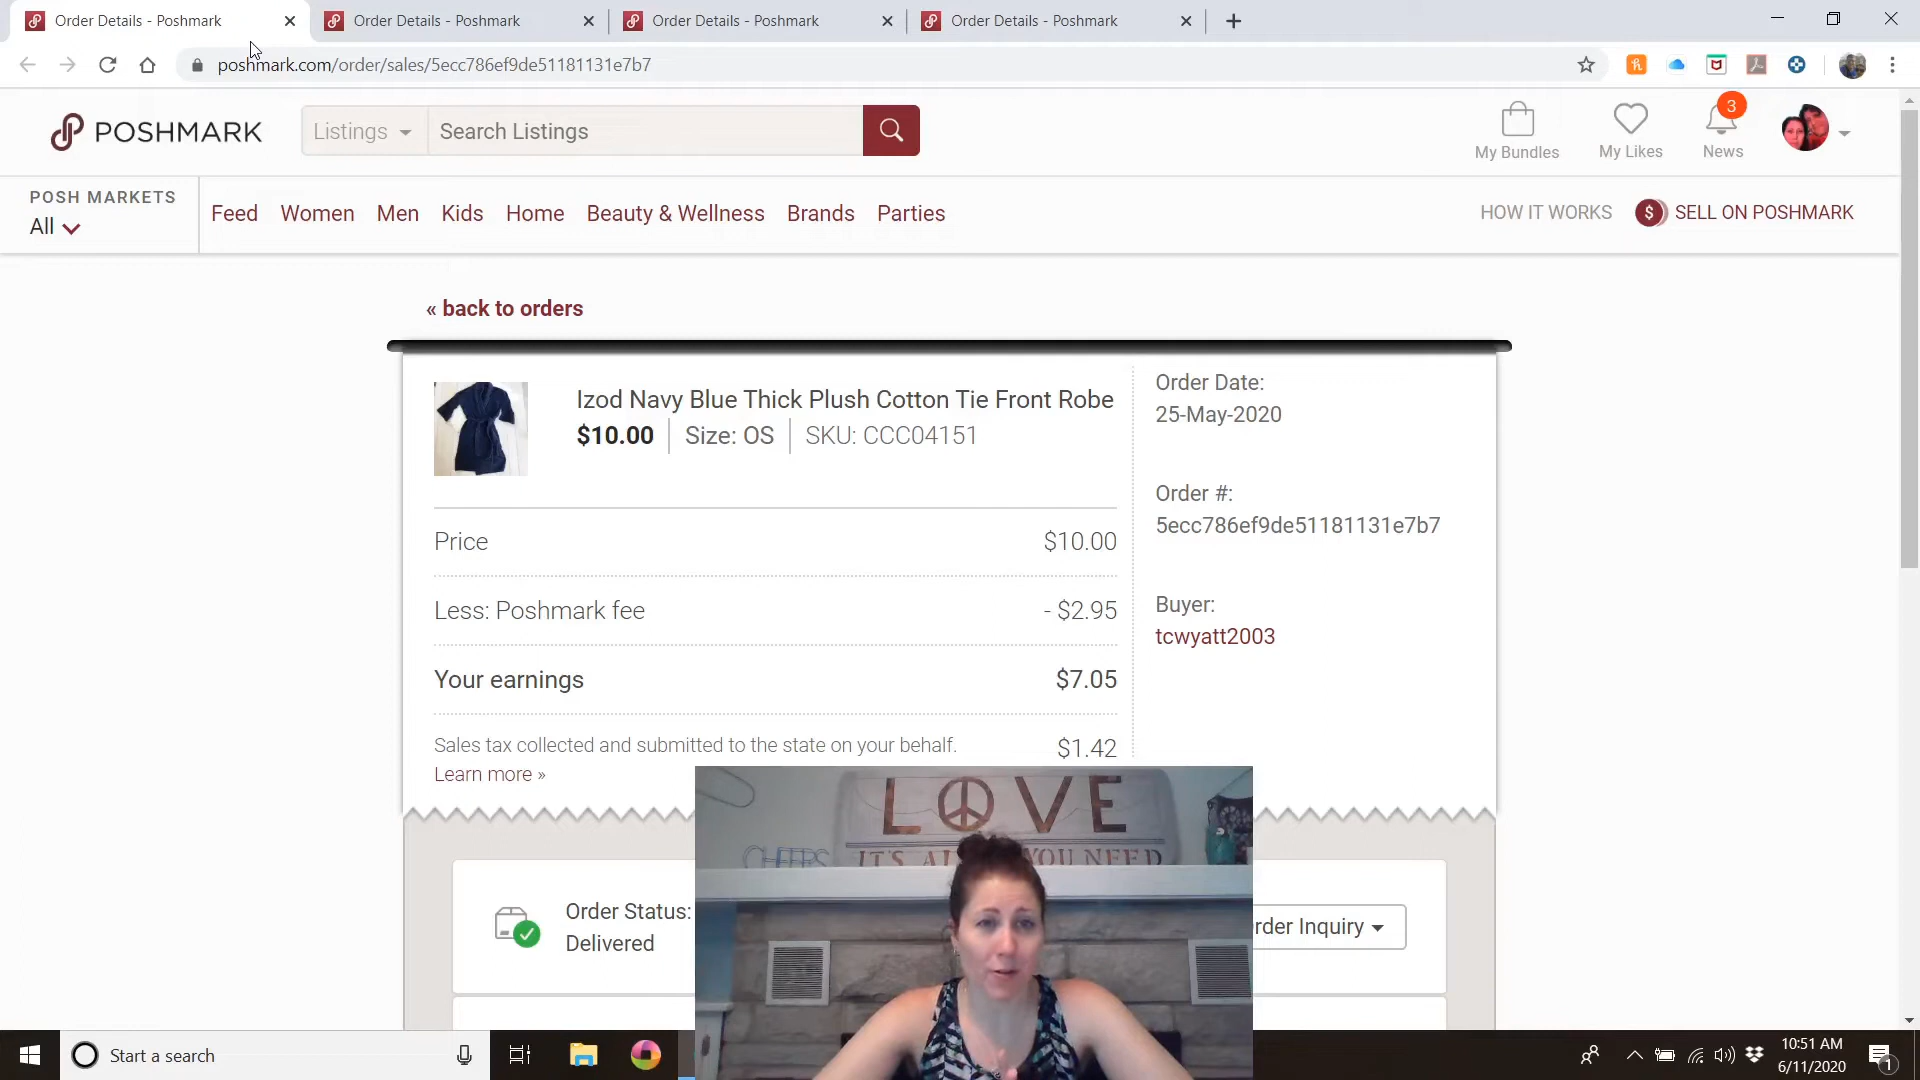 Order Details - Poshmark
Order Details - Poshmark
Order Details - Poshmark
Order Details - Poshmark
poshmark.com/order/sales/5ecc786ef9de51181131e7b7
POSHMARK
Listings
Search Listings
My Bundles
My Likes
3
News
POSH MARKETS
All
Feed
Women
Men
Kids
Home
Beauty & Wellness
Brands
Parties
HOW IT WORKS
$ SELL ON POSHMARK
« back to orders
Izod Navy Blue Thick Plush Cotton Tie Front Robe
$10.00
Size: OS
SKU: CCC04151
Price $10.00
Less: Poshmark fee - $2.95
Your earnings $7.05
Sales tax collected and submitted to the state on your behalf. $1.42
Learn more »
Order Date:
25-May-2020
Order #:
5ecc786ef9de51181131e7b7
Buyer:
tcwyatt2003
Order Status:
Delivered
rder Inquiry
LOVE
CHEERS
IT'S YOU NEED
Start a search
10:51 AM
6/11/2020
1